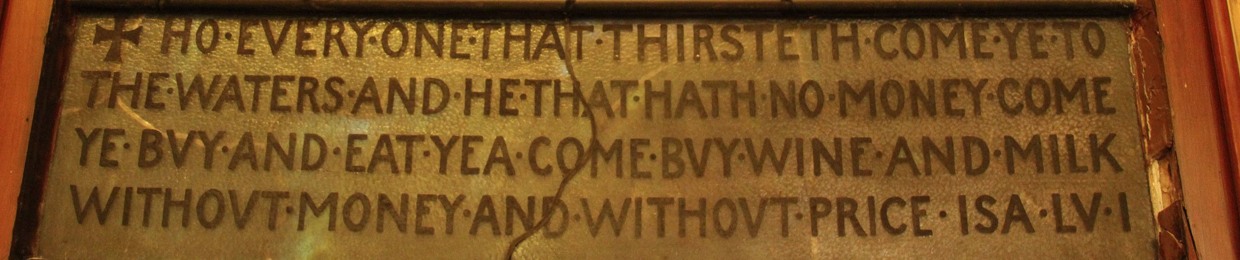 ✠ HO·EVERY·ONE·THAT·THIRSTETH·COME·YE·TO
THE·WATERS·AND·HE·THAT·HATH·NO·MONEY·COME
YE·BVY·AND·EAT·YEA·COME·BVY·WINE·AND·MILK
WITHOVT·MONEY·AND·WITHOVT·PRICE·ISA·LV·I